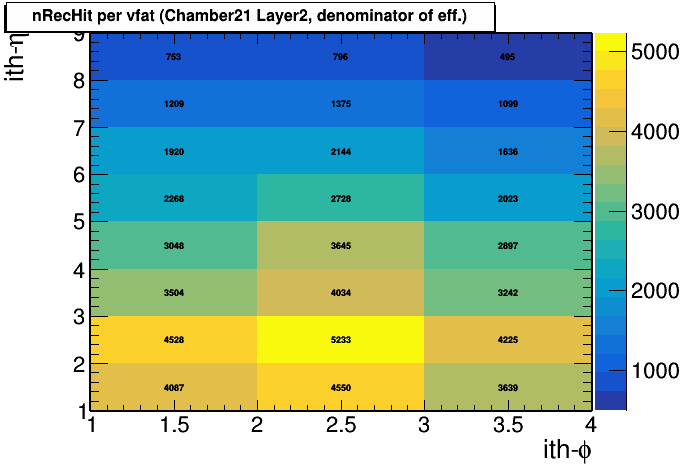 nRecHit per vfat (Chamber21 Layer2, denominator of eff.)
ith-η
9
753 796 495
8
1209 1375 1099
7
1920 2144 1636
6
2268 2728 2023
5
3048 3645 2897
4
3504 4034 3242
3
4528 5233 4225
2
4087 4550 3639
1
1 1.5 2 2.5 3 3.5 4
ith-ϕ
5000
4000
3000
2000
1000